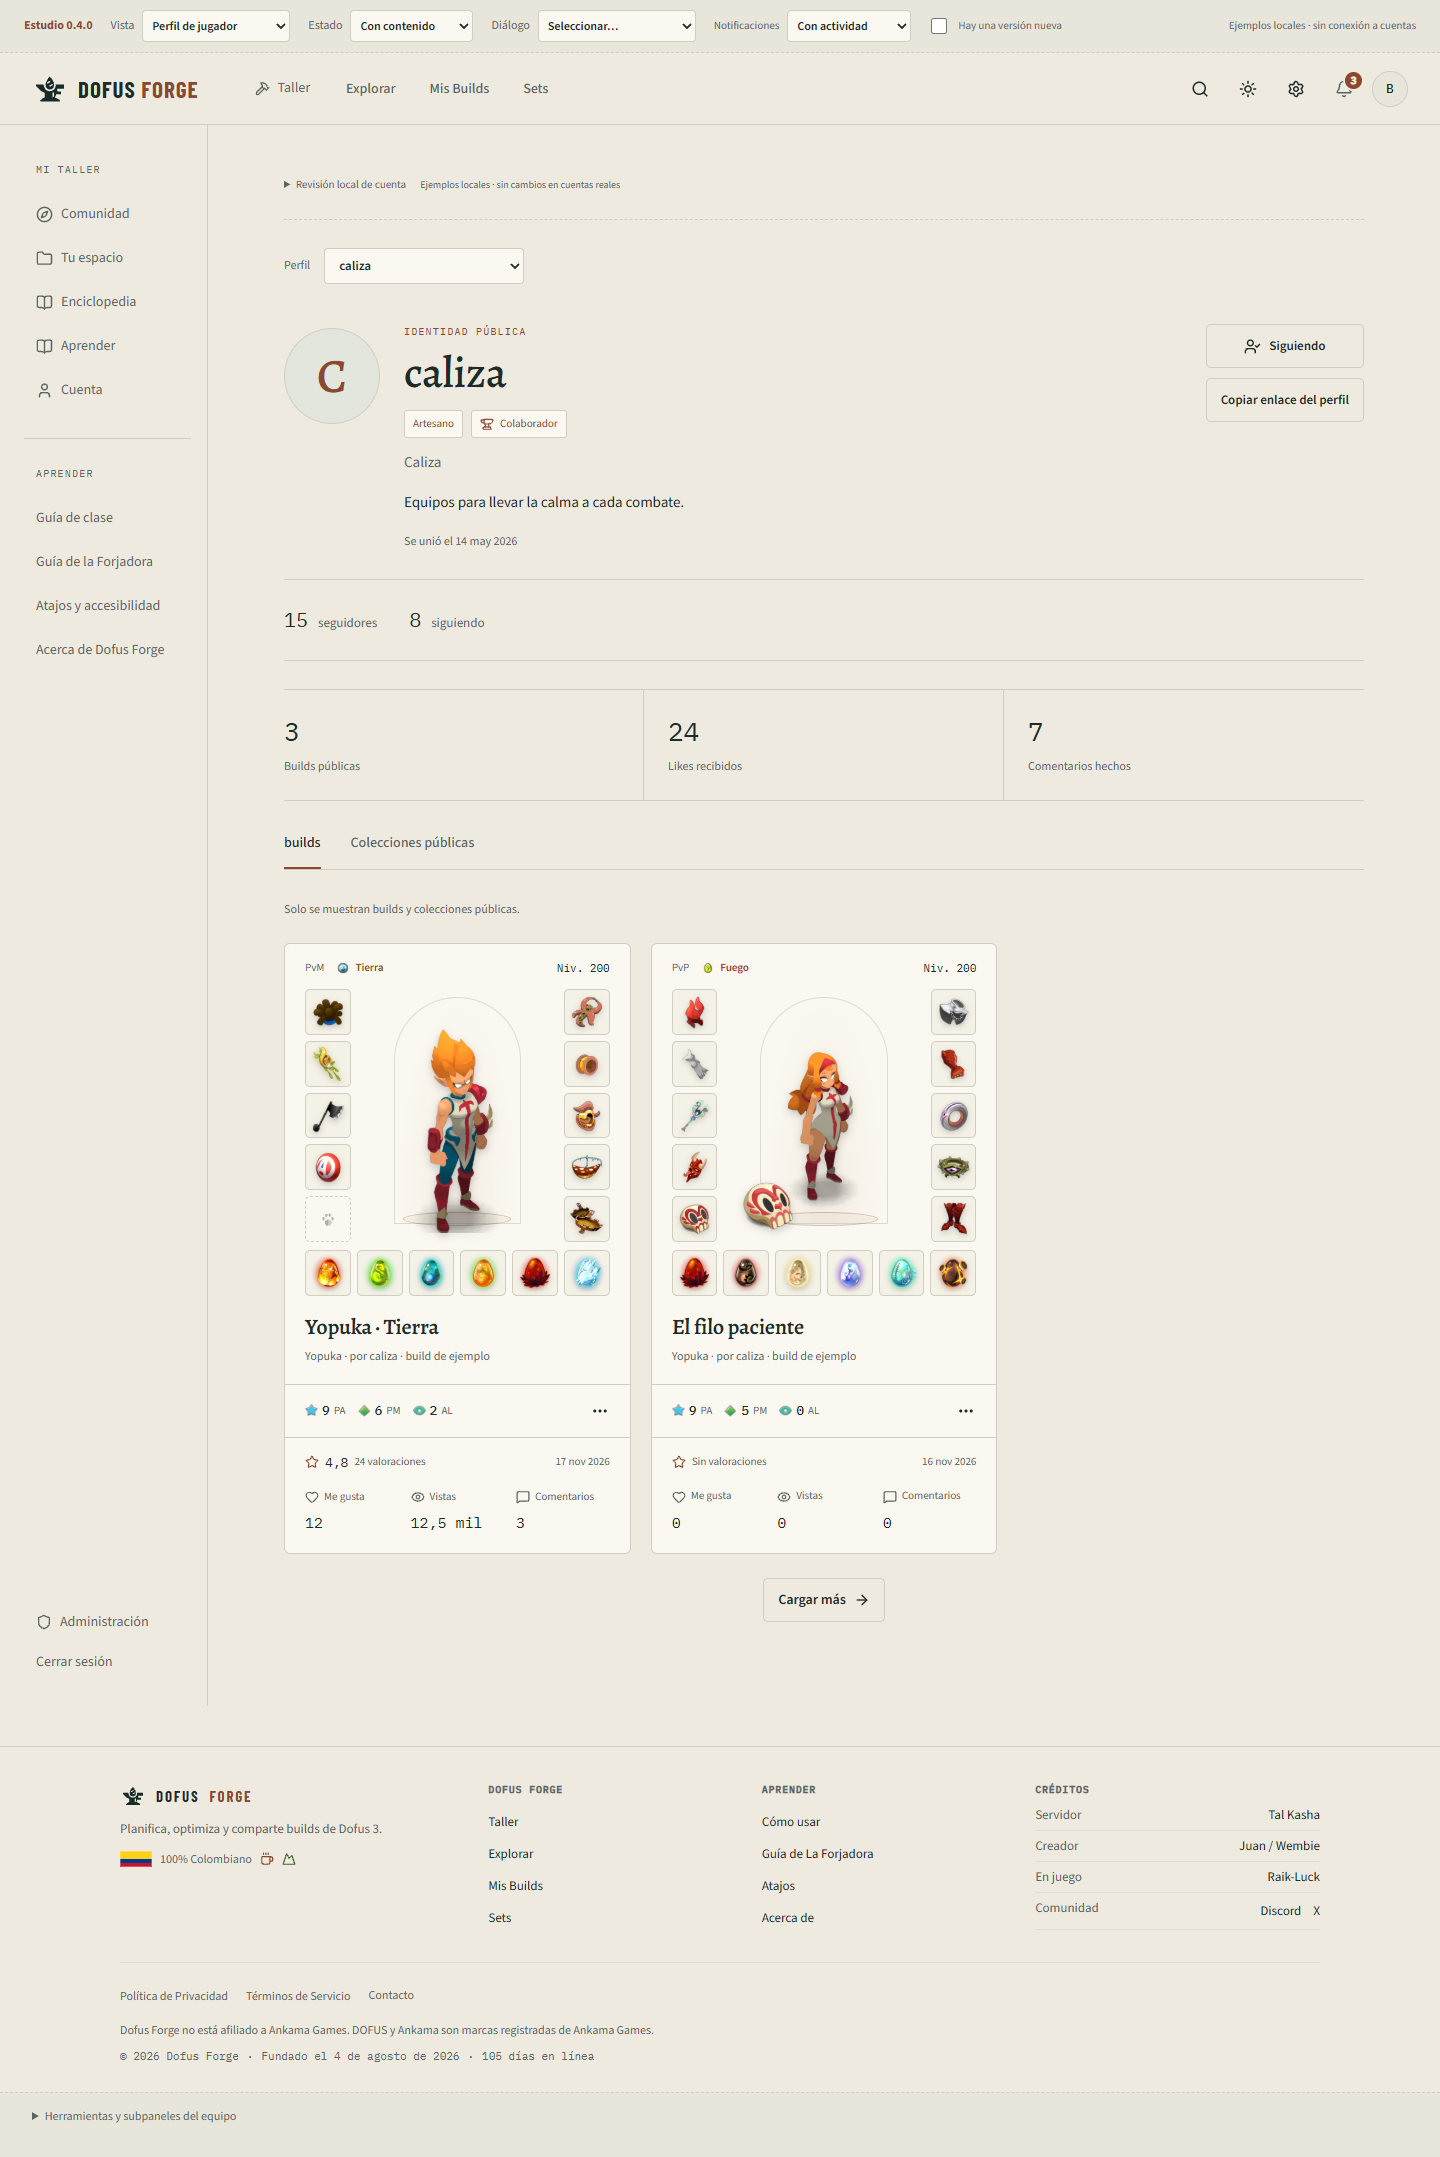 Estudio 0.4.0 Vista Perfil de jugador Estado Con contenido Diálogo Seleccionar... Notificaciones Con actividad Hay una versión nueva Ejemplos locales · sin conexión a cuentas
DOFUS FORGE Taller Explorar Mis Builds Sets 3 B
MI TALLER
Comunidad
Tu espacio
Enciclopedia
Aprender
Cuenta
APRENDER
Guía de clase
Guía de la Forjadora
Atajos y accesibilidad
Acerca de Dofus Forge
Administración
Cerrar sesión
Revisión local de cuenta Ejemplos locales · sin cambios en cuentas reales
Perfil caliza
C
IDENTIDAD PÚBLICA
caliza
Artesano Colaborador
Caliza
Equipos para llevar la calma a cada combate.
Se unió el 14 may 2026
Siguiendo
Copiar enlace del perfil
15 seguidores 8 siguiendo
3
Builds públicas
24
Likes recibidos
7
Comentarios hechos
builds Colecciones públicas
Solo se muestran builds y colecciones públicas.
PvM Tierra Niv. 200
Yopuka · Tierra
Yopuka · por caliza · build de ejemplo
9 PA 6 PM 2 AL
4,8 24 valoraciones 17 nov 2026
Me gusta Vistas Comentarios
12 12,5 mil 3
PvP Fuego Niv. 200
El filo paciente
Yopuka · por caliza · build de ejemplo
9 PA 5 PM 0 AL
Sin valoraciones 16 nov 2026
Me gusta Vistas Comentarios
0 0 0
Cargar más
DOFUS FORGE
Planifica, optimiza y comparte builds de Dofus 3.
100% Colombiano
DOFUS FORGE
Taller
Explorar
Mis Builds
Sets
APRENDER
Cómo usar
Guía de La Forjadora
Atajos
Acerca de
CRÉDITOS
Servidor Tal Kasha
Creador Juan / Wembie
En juego Raik-Luck
Comunidad Discord X
Política de Privacidad Términos de Servicio Contacto
Dofus Forge no está afiliado a Ankama Games. DOFUS y Ankama son marcas registradas de Ankama Games.
© 2026 Dofus Forge · Fundado el 4 de agosto de 2026 · 105 días en línea
Herramientas y subpaneles del equipo